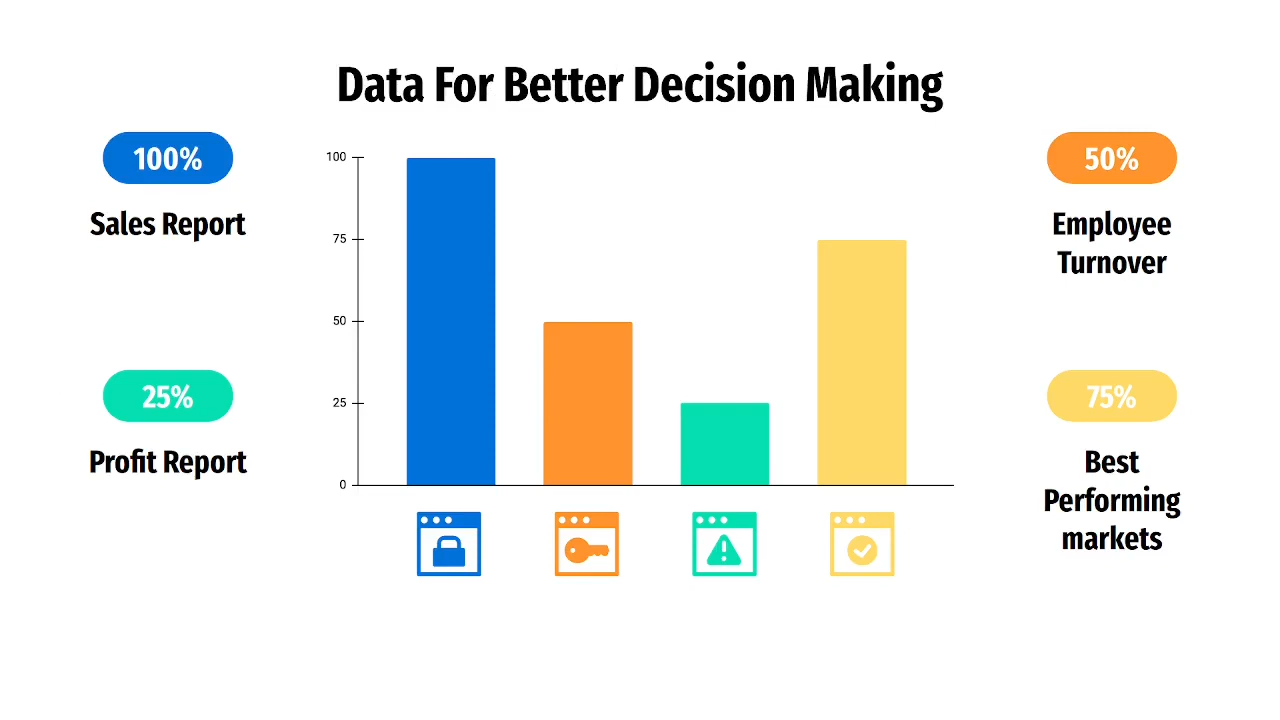 Data For Better Decision Making
100%
Sales Report
25%
Profit Report
100
75
50
25
0
50%
Employee
Turnover
75%
Best
Performing
markets